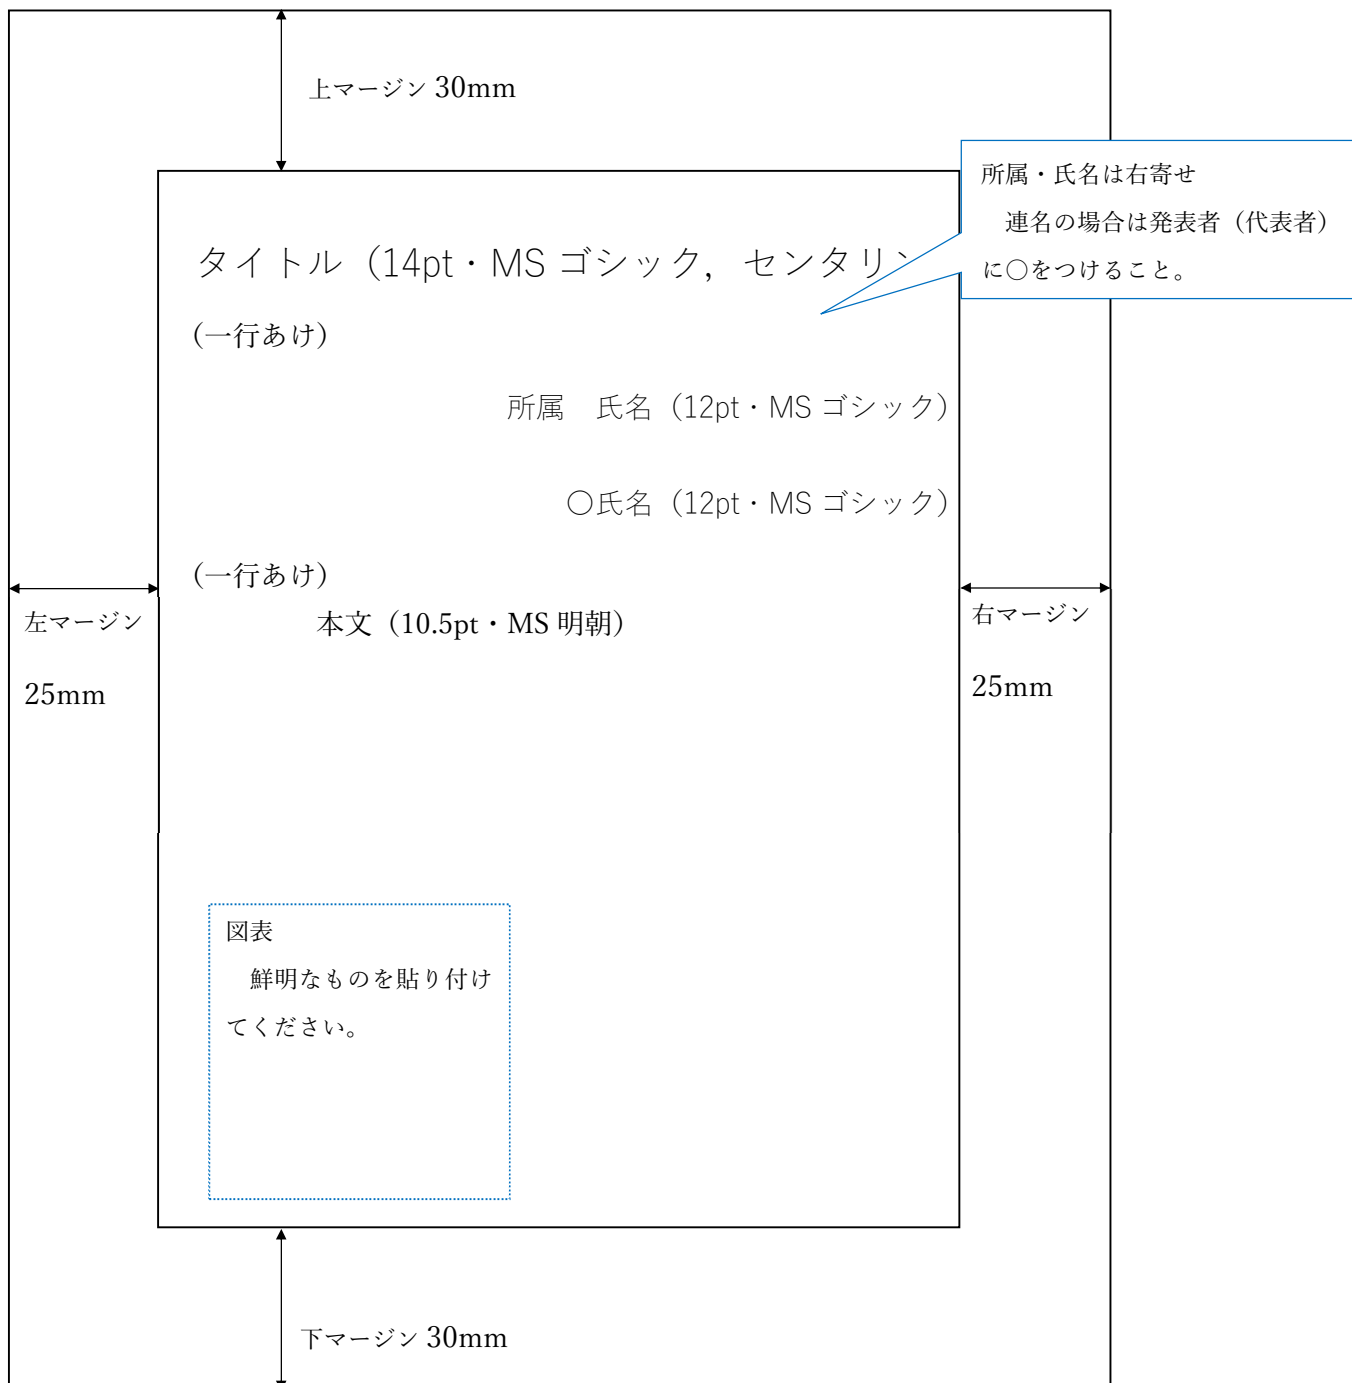 上マージン 30mm
所属・氏名は右寄せ
　連名の場合は発表者（代表者）
に〇をつけること。
タイトル（14pt・MS ゴシック，センタリン
（一行あけ）
所属　氏名（12pt・MS ゴシック）
〇氏名（12pt・MS ゴシック）
（一行あけ）
左マージン
25mm
本文（10.5pt・MS 明朝）
右マージン
25mm
図表
　鮮明なものを貼り付け
てください。
下マージン 30mm